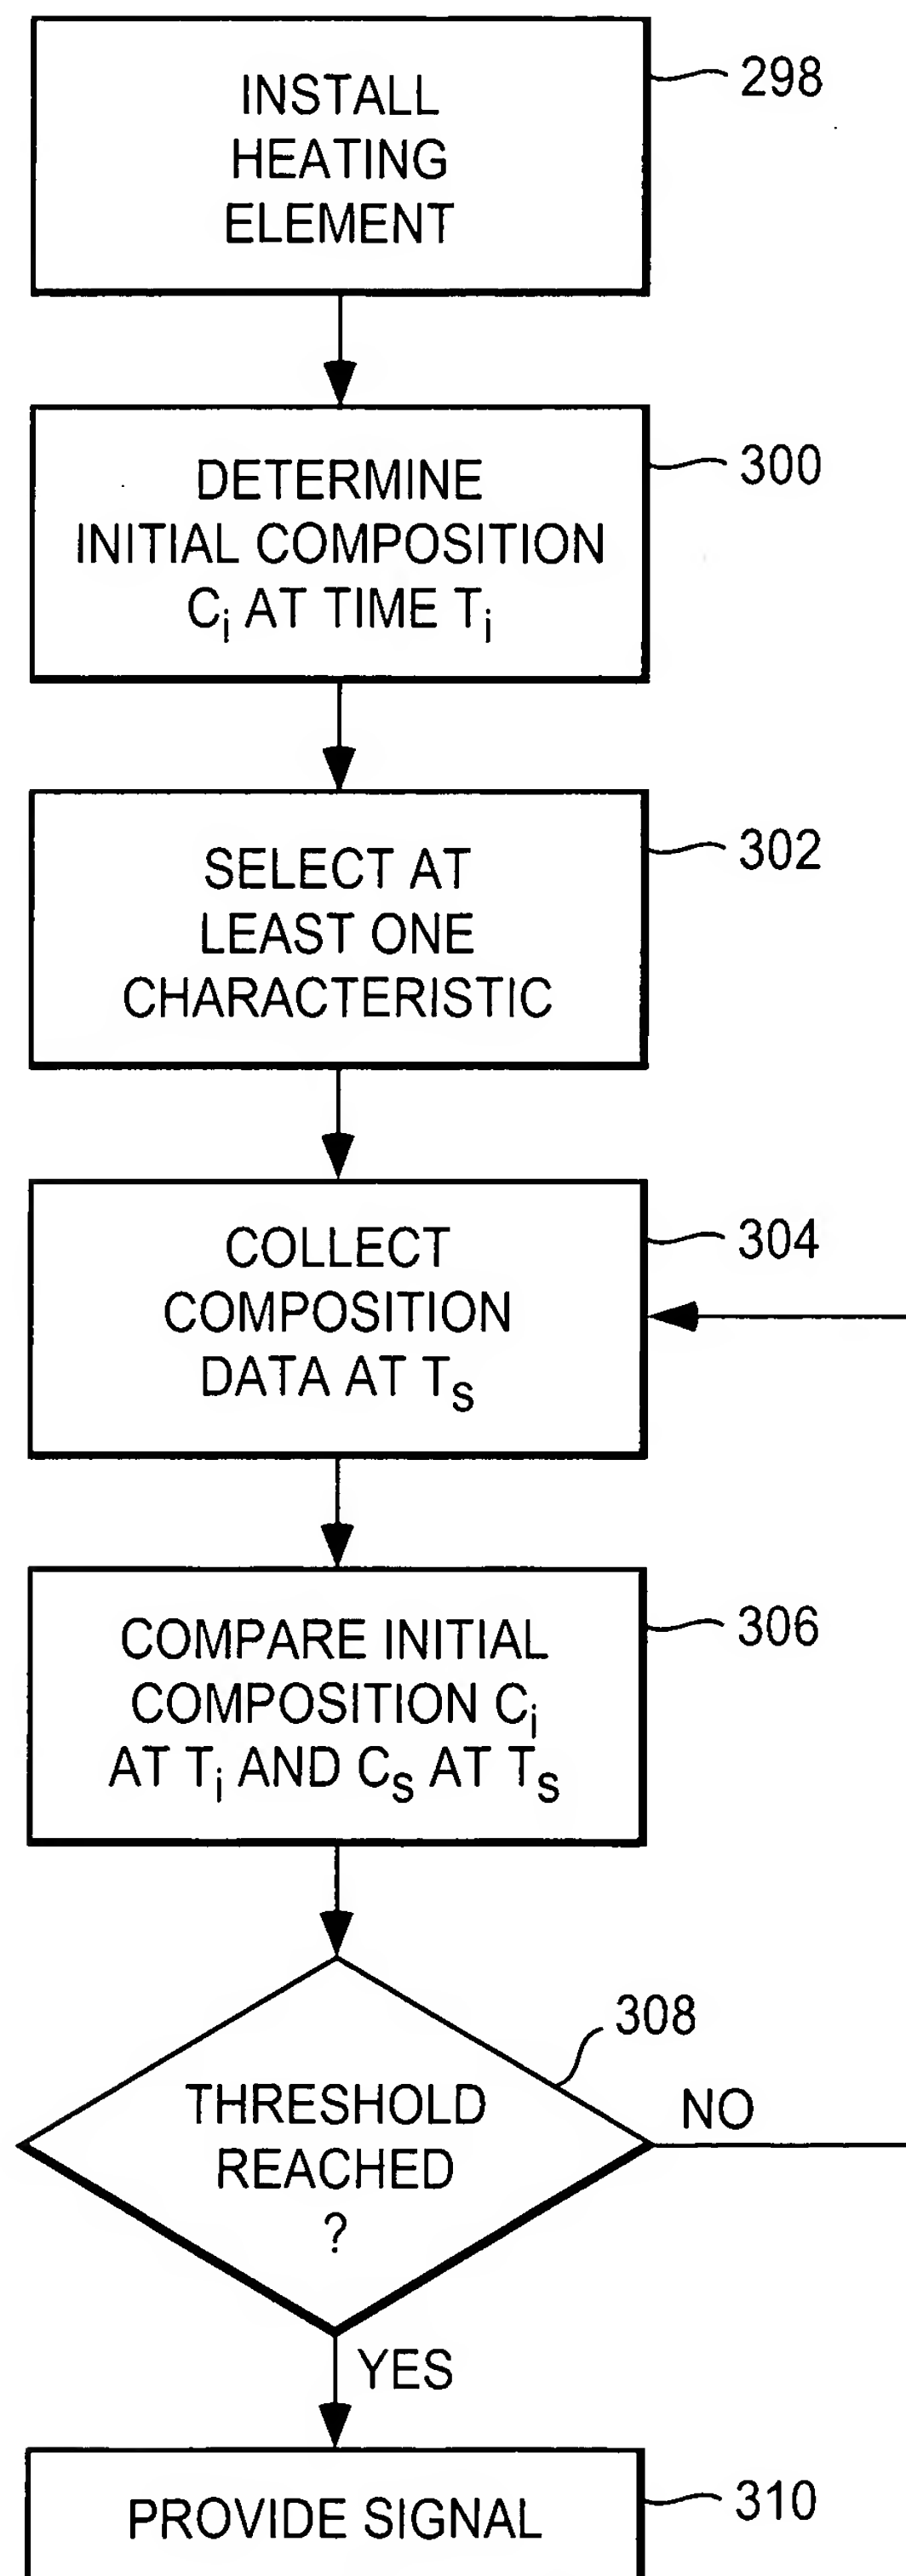 INSTALL
HEATING
ELEMENT
298
DETERMINE
INITIAL COMPOSITION
Ci AT TIME Ti
300
SELECT AT
LEAST ONE
CHARACTERISTIC
302
COLLECT
COMPOSITION
DATA AT Ts
304
COMPARE INITIAL
COMPOSITION Ci
AT Ti AND Cs AT Ts
306
THRESHOLD
REACHED
?
308
NO
YES
PROVIDE SIGNAL
310